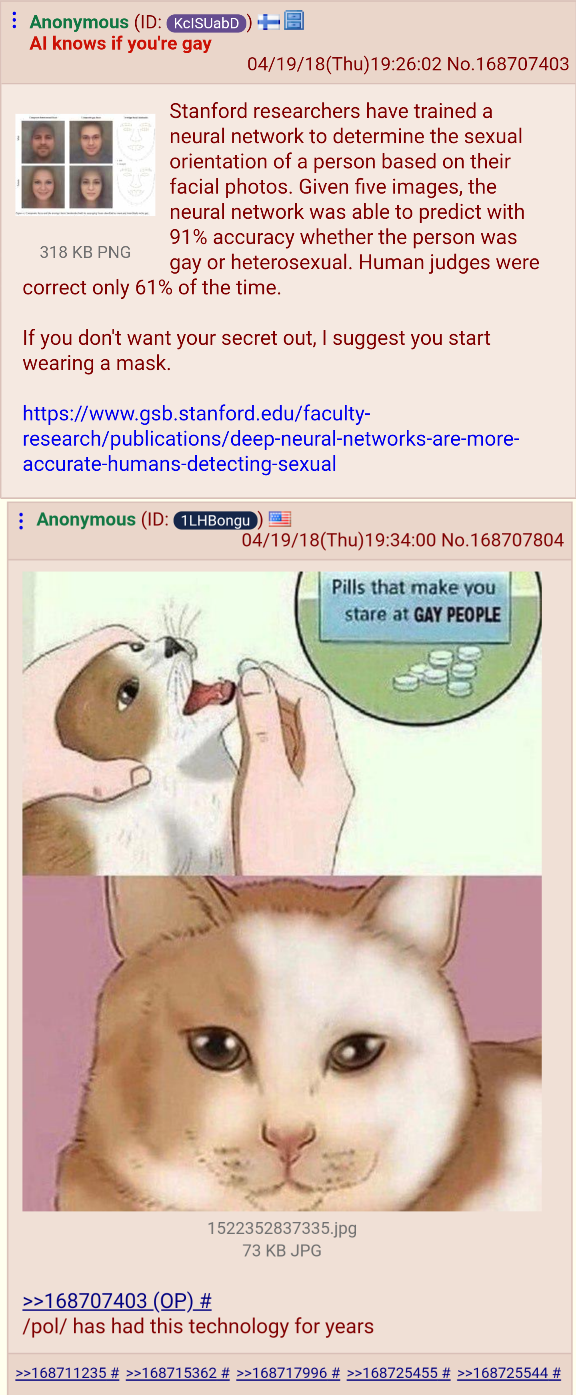 Anonymous (ID: KcISUabD)
AI knows if you're gay
04/19/18(Thu)19:26:02 No.168707403
Stanford researchers have trained a
neural network to determine the sexual
orientation of a person based on their
facial photos. Given five images, the
neural network was able to predict with
91% accuracy whether the person was
gay or heterosexual. Human judges were
correct only 61% of the time.
318 KB PNG
If you don't want your secret out, I suggest you start
wearing a mask.
https://www.gsb.stanford.edu/faculty-
research/publications/deep-neural-networks-are-more-
accurate-humans-detecting-sexual
Anonymous (ID: 1LHBongu)
04/19/18(Thu)19:34:00 No.168707804
Pills that make you
stare at GAY PEOPLE
1522352837335.jpg
73 KB JPG
>>168707403 (OP) #
/pol/ has had this technology for years
>>168711235 # >>168715362 # >>168717996 # >>168725455 # >>168725544 #